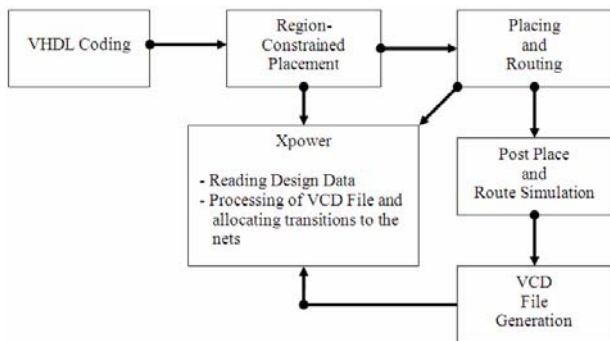 VHDL Coding
Region-
Constrained
Placement
Placing
and
Routing
Xpower
- Reading Design Data
- Processing of VCD File and
allocating transitions to the
nets
Post Place
and
Route Simulation
VCD
File
Generation